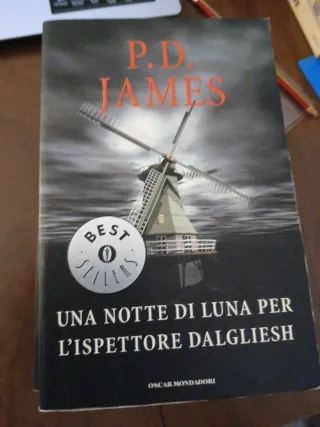 P.D.
JAMES
BEST
SELLERS
UNA NOTTE DI LUNA PER
L'ISPETTORE DALGLIESH
OSCAR MONDADORI